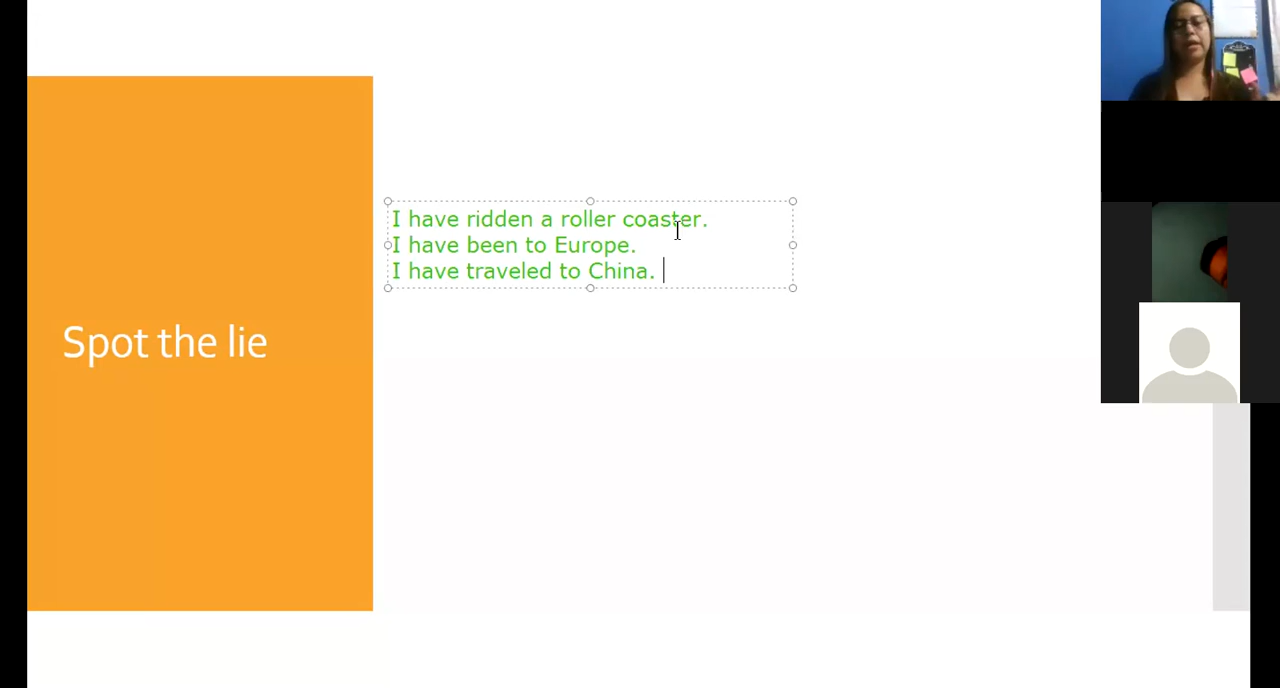 Spot the lie
I have ridden a roller coaster.
I have been to Europe.
I have traveled to China.